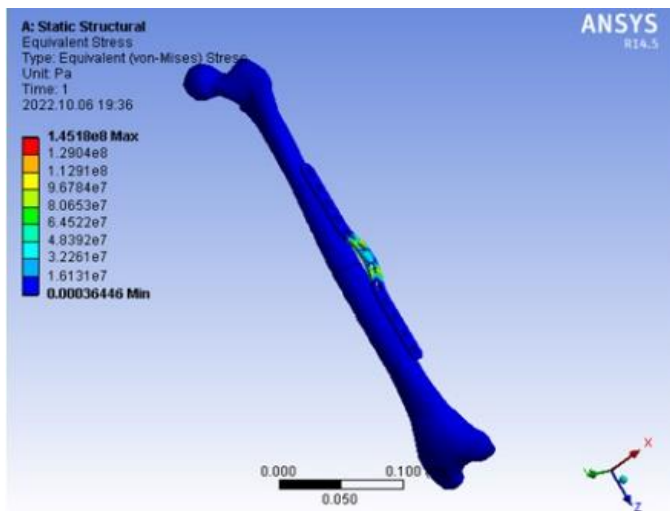 A: Static Structural
Equivalent Stress
Type: Equivalent (von-Mises) Stress
Unit: Pa
Time: 1
2022.10.06 19:36
1.4518e8 Max
1.2904e8
1.1291e8
9.6784e7
8.0653e7
6.4522e7
4.8392e7
3.2261e7
1.6131e7
0.00036446 Min
ANSYS
R14.5
0.000
0.100
0.050
X
Z